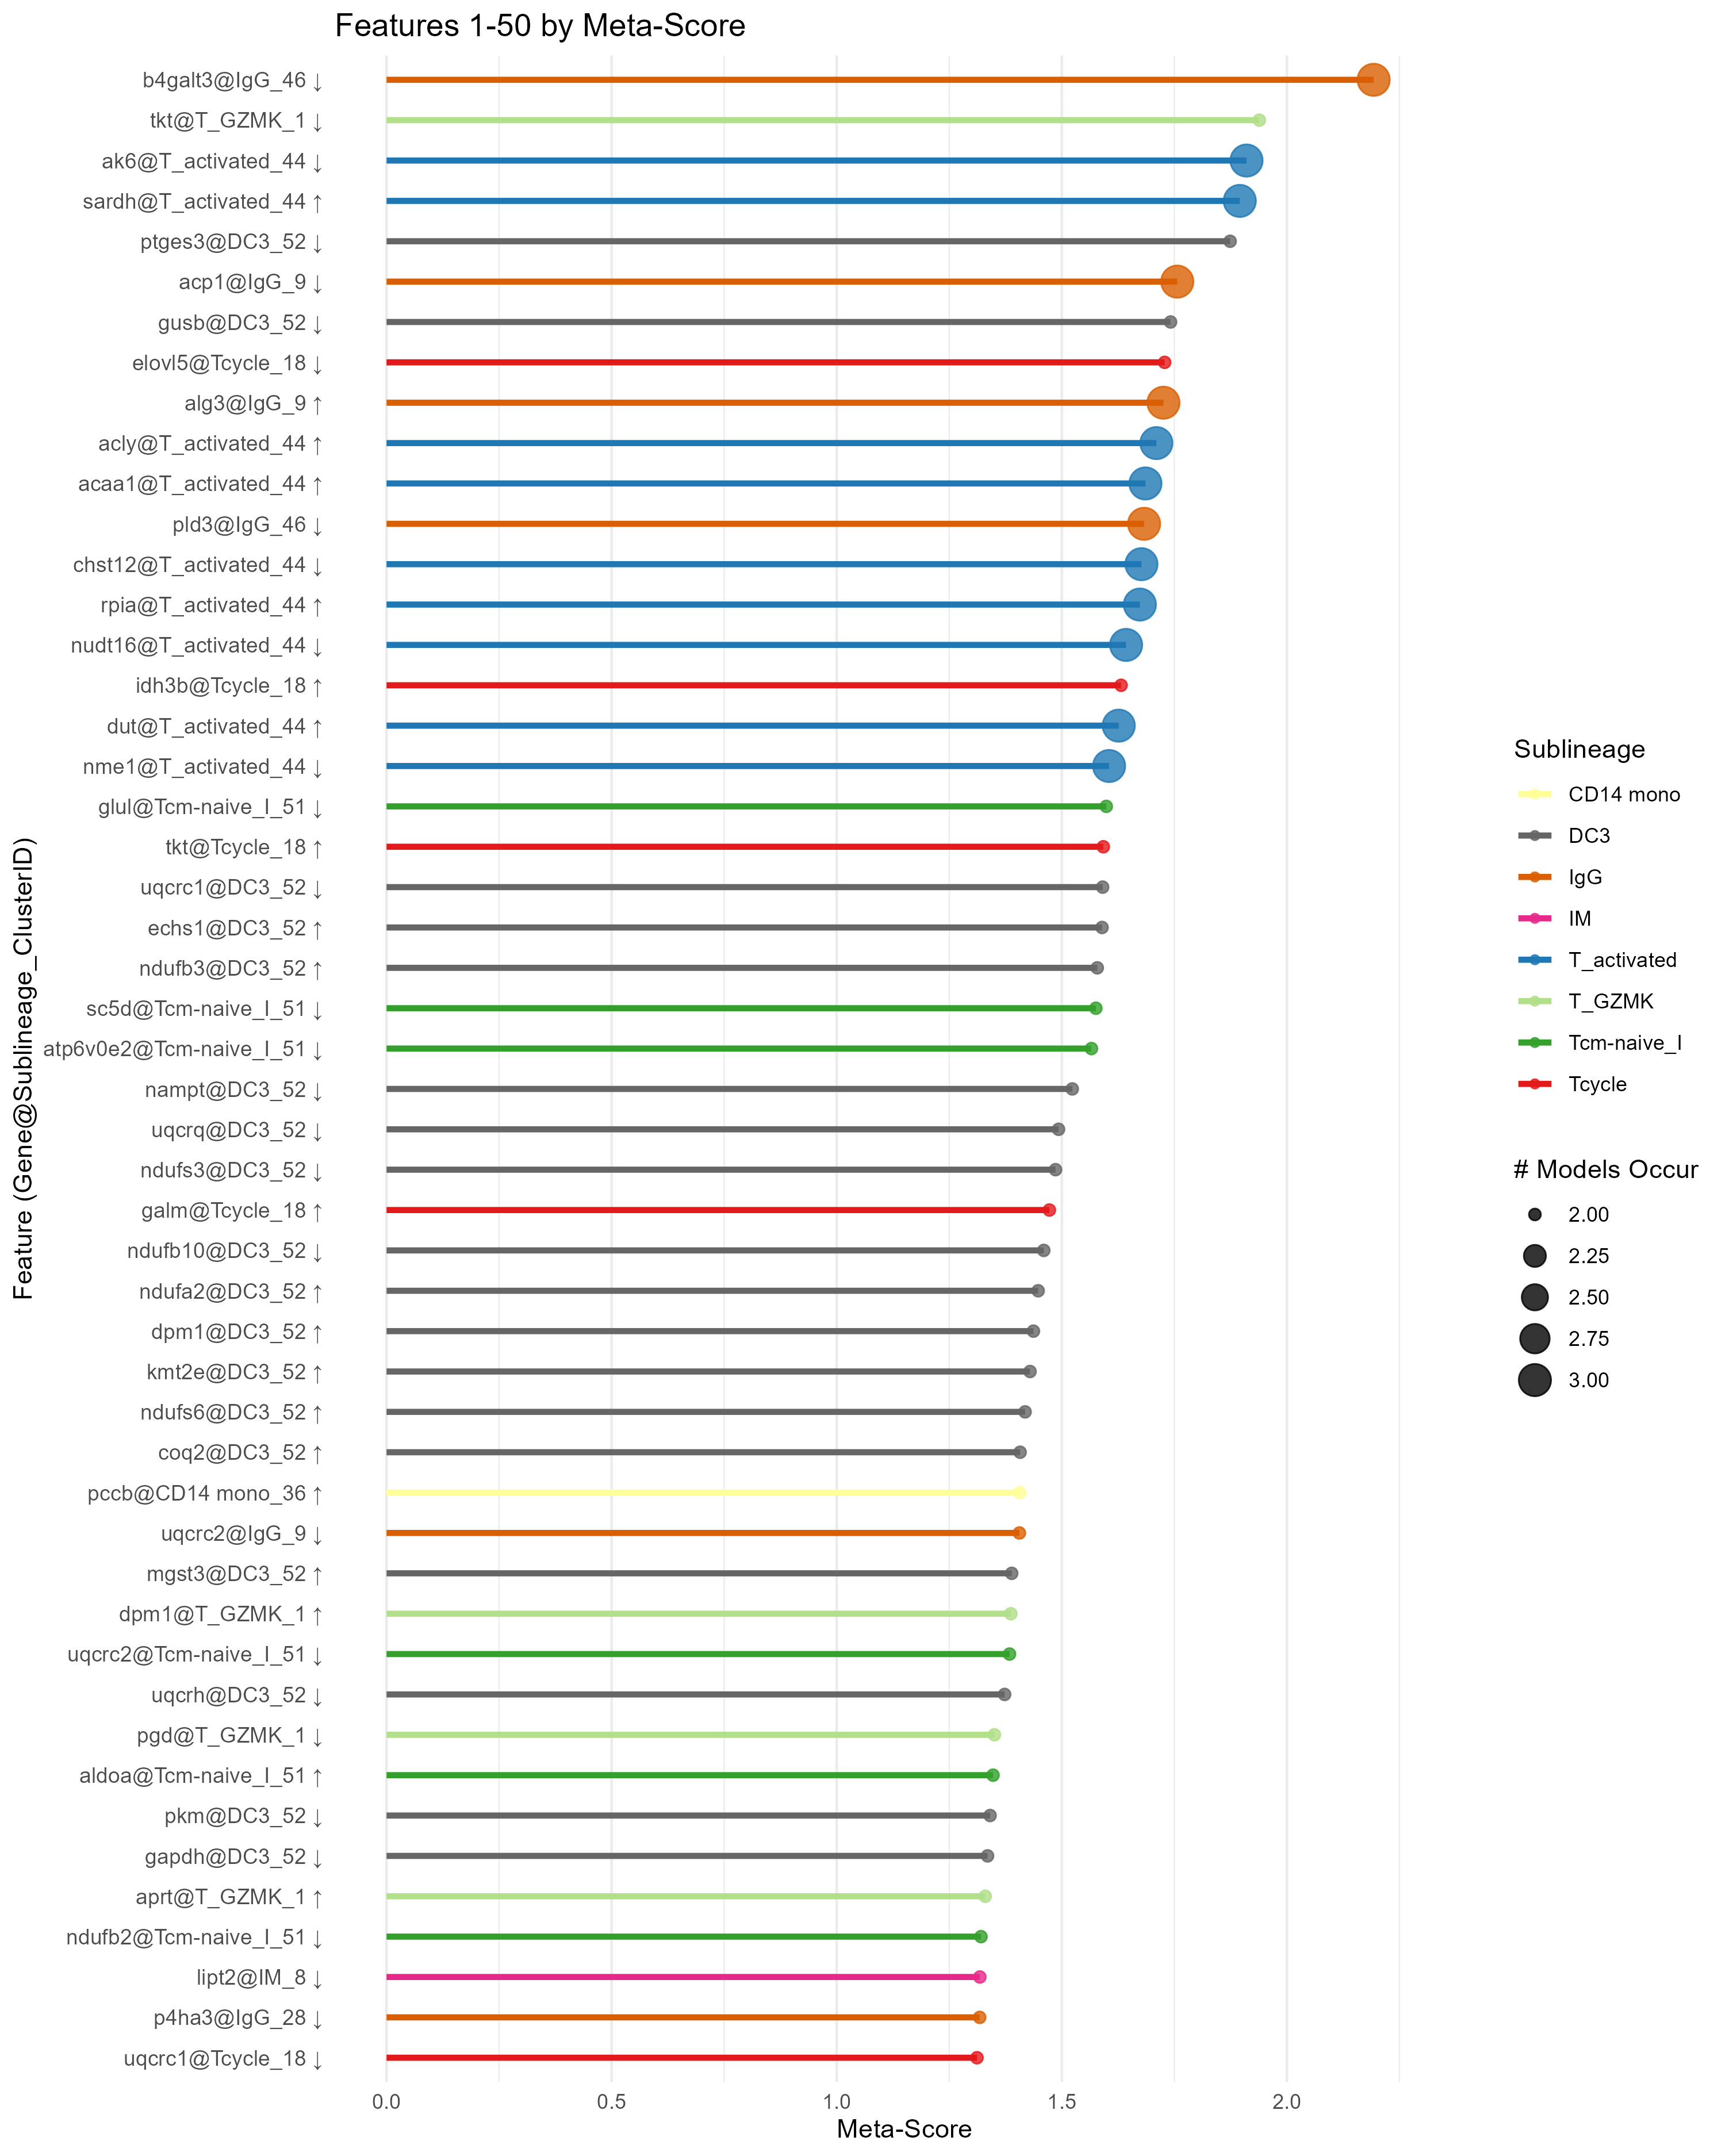 Features 1-50 by Meta-Score
b4galt3@IgG_46 ↓
tkt@T_GZMK_1 ↓
ak6@T_activated_44 ↓
sardh@T_activated_44 ↑
ptges3@DC3_52 ↓
acp1@IgG_9 ↓
gusb@DC3_52 ↓
elovl5@Tcycle_18 ↓
alg3@IgG_9 ↑
acly@T_activated_44 ↑
acaa1@T_activated_44 ↑
pld3@IgG_46 ↓
chst12@T_activated_44 ↓
rpia@T_activated_44 ↑
nudt16@T_activated_44 ↓
idh3b@Tcycle_18 ↑
dut@T_activated_44 ↑
nme1@T_activated_44 ↓
glul@Tcm-naive_I_51 ↓
tkt@Tcycle_18 ↑
uqcrc1@DC3_52 ↓
echs1@DC3_52 ↑
ndufb3@DC3_52 ↑
sc5d@Tcm-naive_I_51 ↓
atp6v0e2@Tcm-naive_I_51 ↓
nampt@DC3_52 ↓
uqcrq@DC3_52 ↓
ndufs3@DC3_52 ↓
galm@Tcycle_18 ↑
ndufb10@DC3_52 ↓
ndufa2@DC3_52 ↑
dpm1@DC3_52 ↑
kmt2e@DC3_52 ↑
ndufs6@DC3_52 ↑
coq2@DC3_52 ↑
pccb@CD14 mono_36 ↑
uqcrc2@IgG_9 ↓
mgst3@DC3_52 ↑
dpm1@T_GZMK_1 ↑
uqcrc2@Tcm-naive_I_51 ↓
uqcrh@DC3_52 ↓
pgd@T_GZMK_1 ↓
aldoa@Tcm-naive_I_51 ↑
pkm@DC3_52 ↓
gapdh@DC3_52 ↓
aprt@T_GZMK_1 ↑
ndufb2@Tcm-naive_I_51 ↓
lipt2@IM_8 ↓
p4ha3@IgG_28 ↓
uqcrc1@Tcycle_18 ↓
Feature (Gene@Sublineage_ClusterID)
0.0 0.5 1.0 1.5 2.0
Meta-Score
Sublineage
CD14 mono
DC3
IgG
IM
T_activated
T_GZMK
Tcm-naive_I
Tcycle
# Models Occur
2.00
2.25
2.50
2.75
3.00